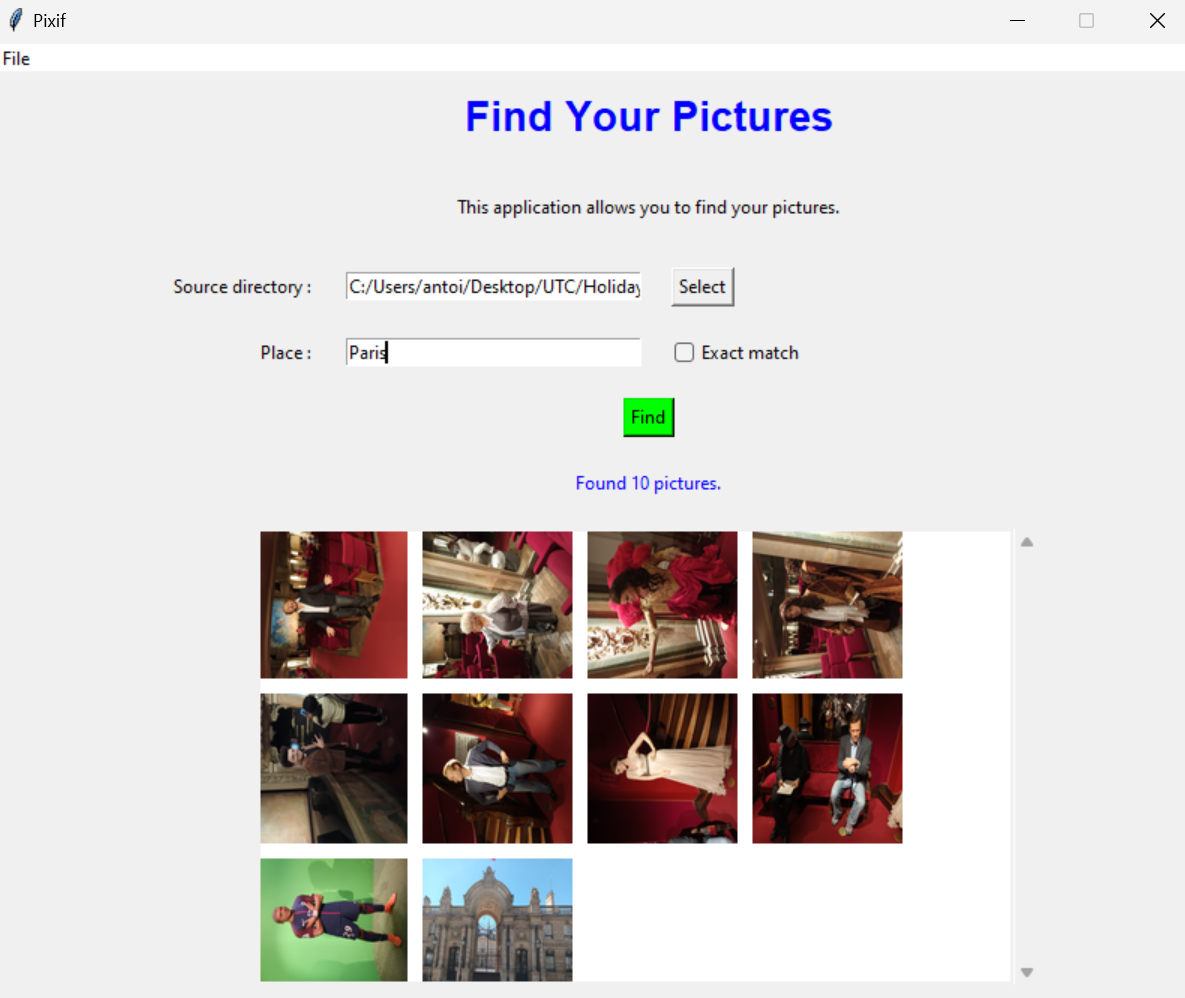 Pixif
File
Find Your Pictures
This application allows you to find your pictures.
Source directory : C:/Users/antoi/Desktop/UTC/Holiday Select
Place : Paris Exact match
Find
Found 10 pictures.